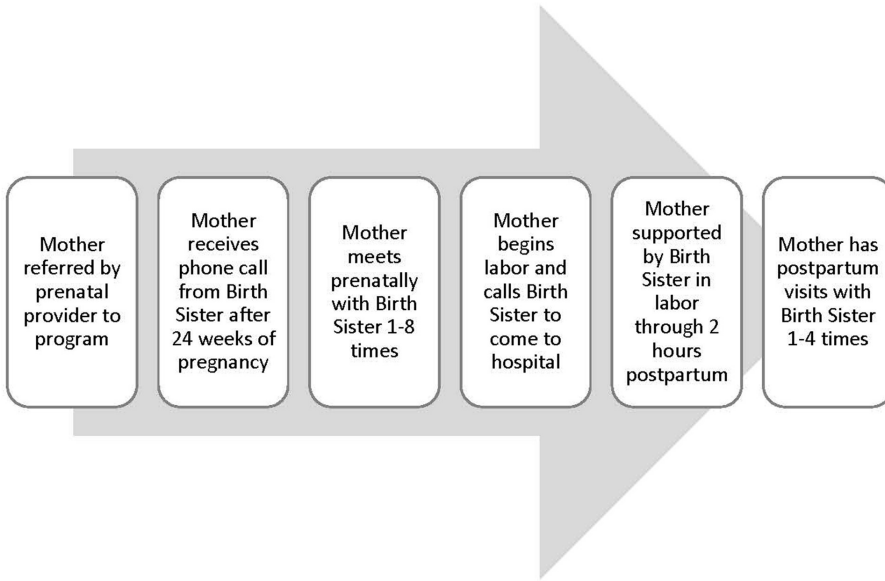 Mother
referred by
prenatal
provider to
program
Mother
receives
phone call
from Birth
Sister after
24 weeks of
pregnancy
Mother
meets
prenatally
with Birth
Sister 1-8
times
Mother
begins
labor and
calls Birth
Sister to
come to
hospital
Mother
supported
by Birth
Sister in
labor
through 2
hours
postpartum
Mother has
postpartum
visits with
Birth Sister
1-4 times